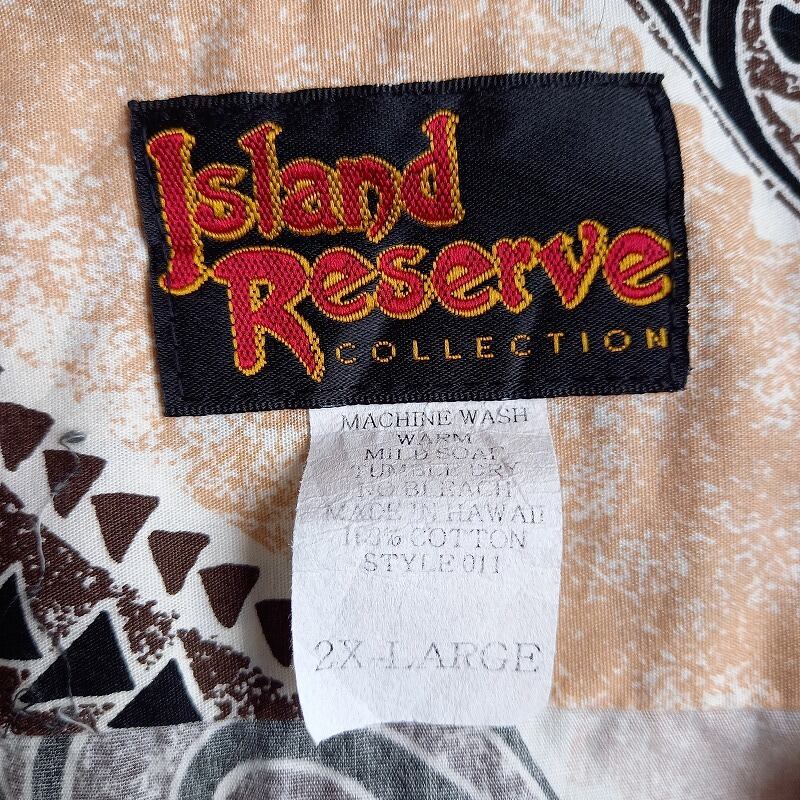 Island
Reserve
COLLECTION
MACHINE WASH
WARM
MILD SOAP
TUMBLE DRY
NO BLEACH
MADE IN HAWAII
100% COTTON
STYLE 011
2X-LARGE